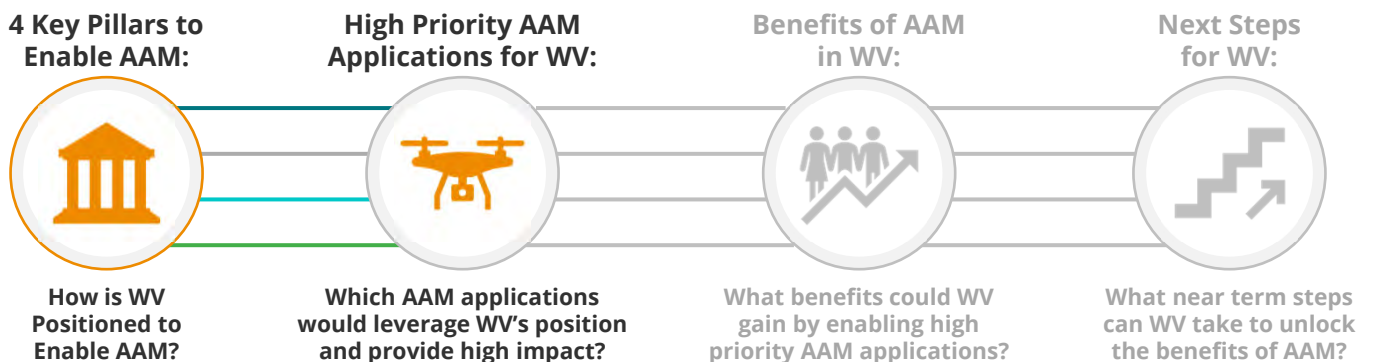 4 Key Pillars to
Enable AAM:
High Priority AAM
Applications for WV:
Benefits of AAM
in WV:
Next Steps
for WV:
How is WV
Positioned to
Enable AAM?
Which AAM applications
would leverage WV’s position
and provide high impact?
What benefits could WV
gain by enabling high
priority AAM applications?
What near term steps
can WV take to unlock
the benefits of AAM?